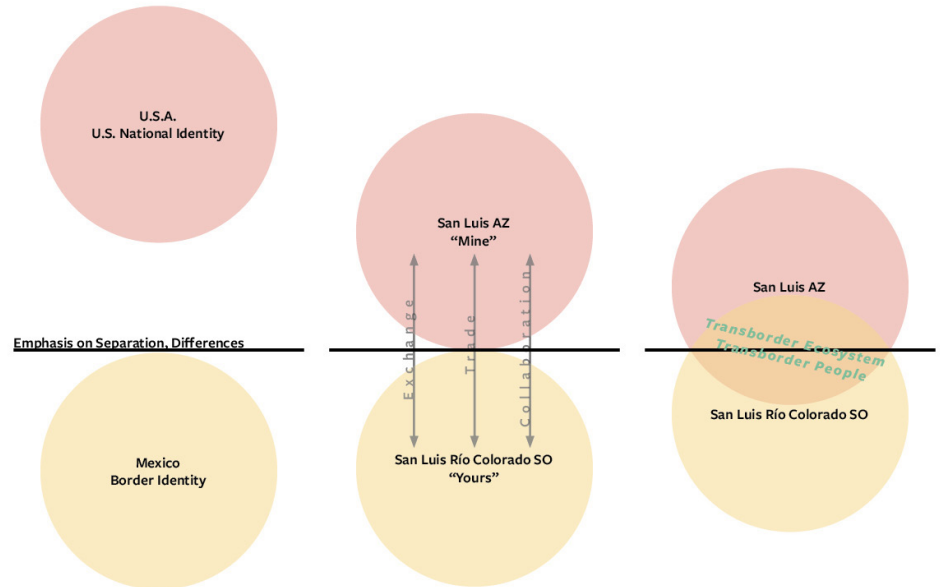 U.S.A.
U.S. National Identity
Emphasis on Separation, Differences
Mexico
Border Identity
San Luis AZ
“Mine”
Exchange
Trade
Collaboration
San Luis Río Colorado SO
“Yours”
San Luis AZ
Transborder Ecosystem
Transborder People
San Luis Río Colorado SO